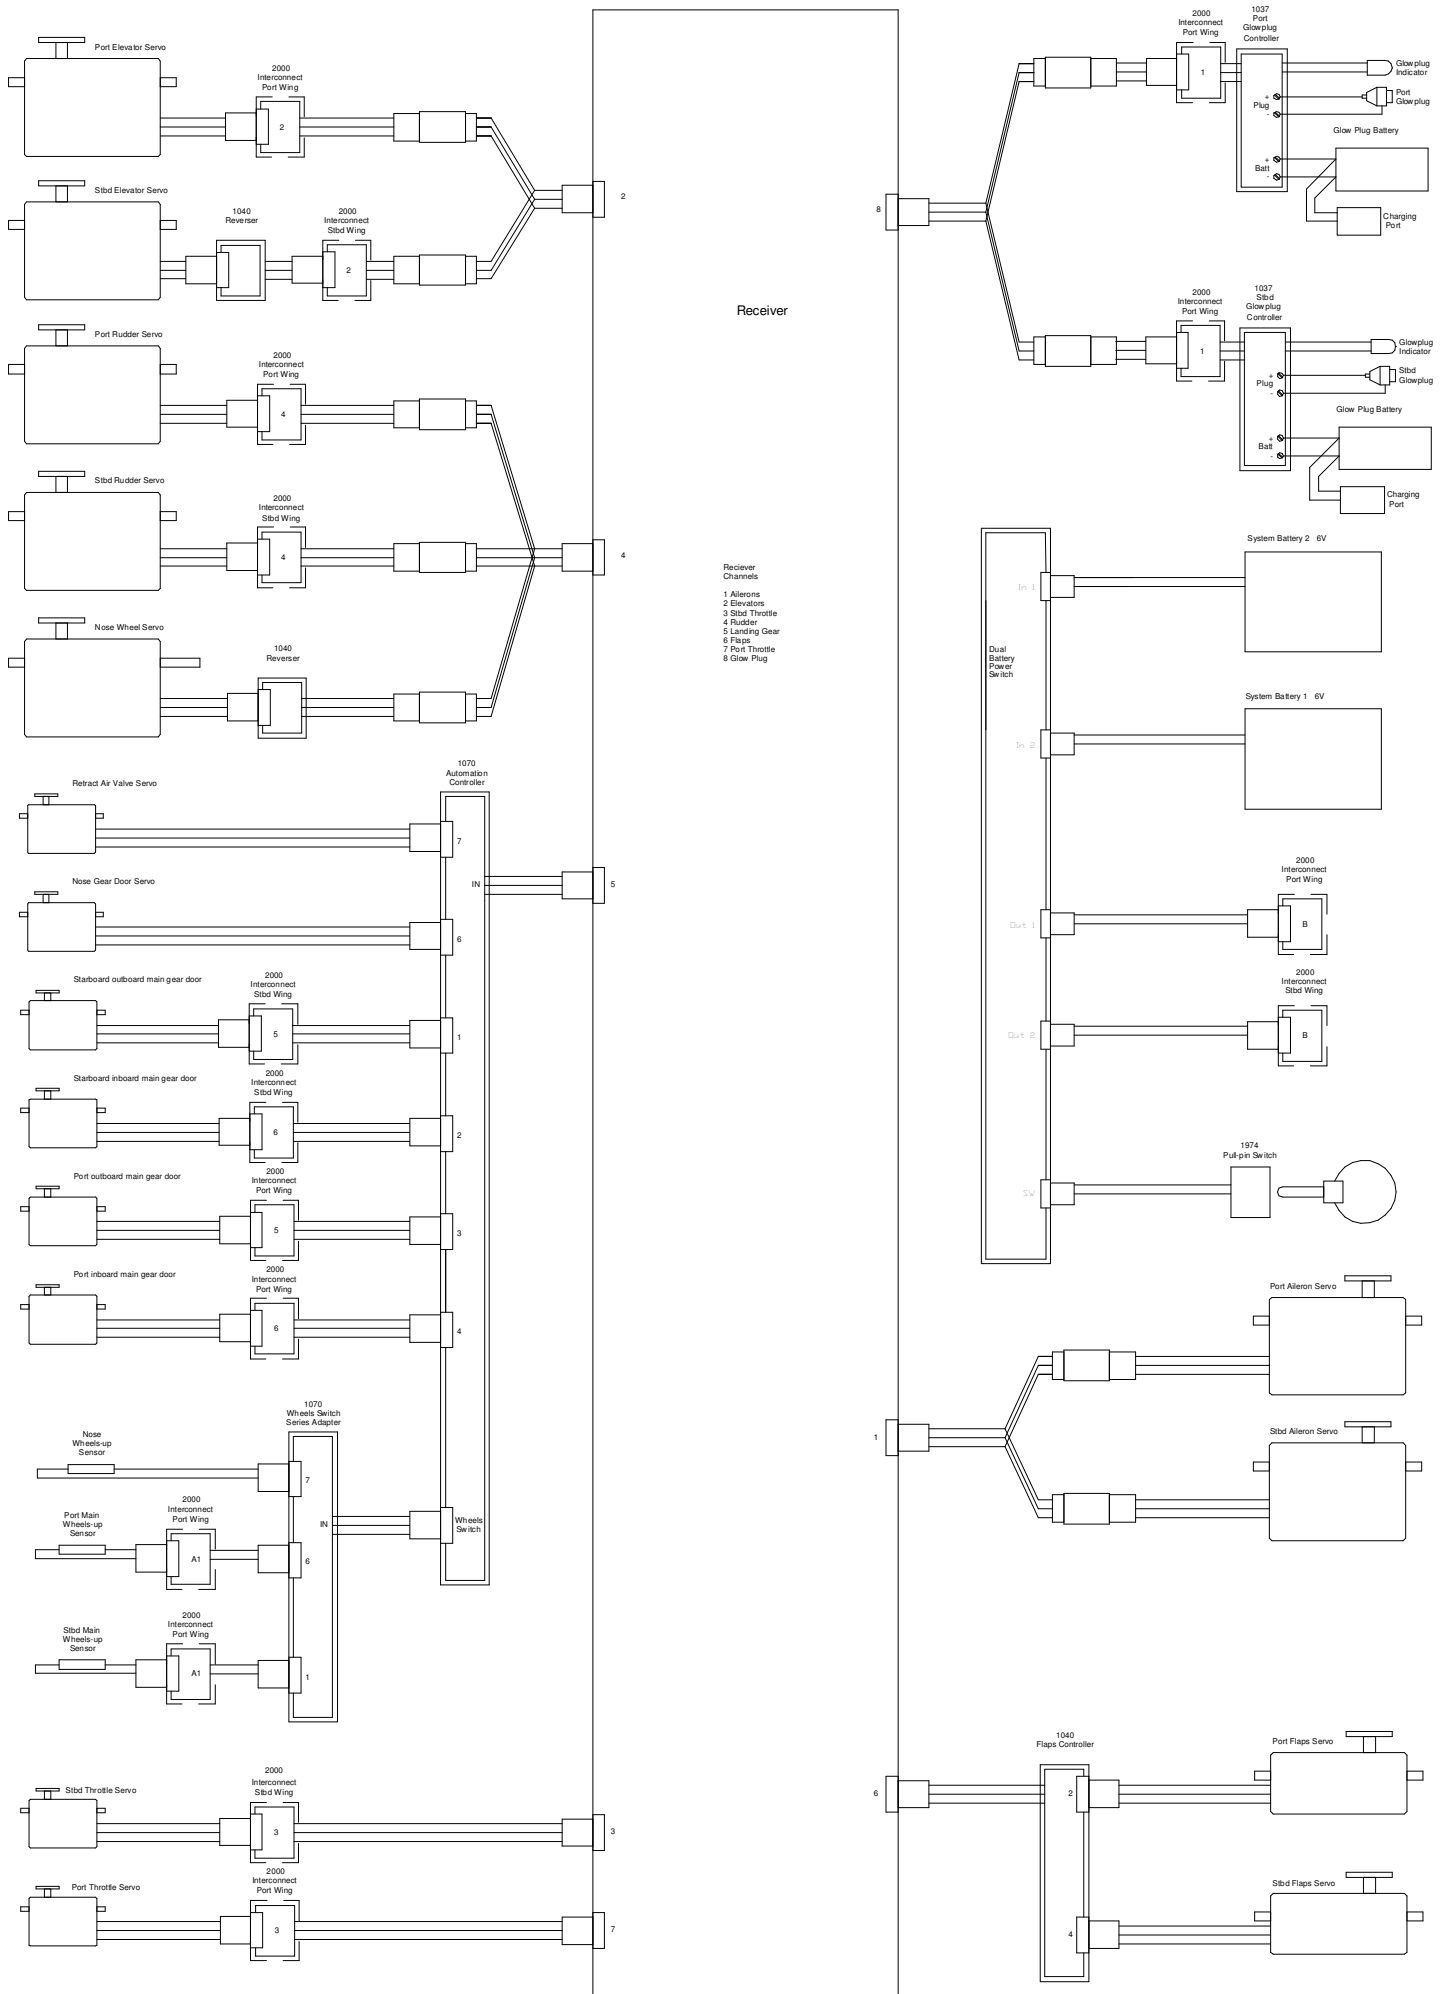 Port Elevator Servo
2000
Interconnect
Port Wing
2
Stbd Elevator Servo
1040
Reverser
2000
Interconnect
Stbd Wing
2
2
Port Rudder Servo
2000
Interconnect
Port Wing
4
Stbd Rudder Servo
2000
Interconnect
Stbd Wing
4
4
Nose Wheel Servo
1040
Reverser
1070
Automation
Controller
Retract Air Valve Servo
7
IN
5
Nose Gear Door Servo
6
Starboard outboard main gear door
2000
Interconnect
Stbd Wing
5
1
Starboard inboard main gear door
2000
Interconnect
Stbd Wing
6
2
Port outboard main gear door
2000
Interconnect
Port Wing
5
3
Port inboard main gear door
2000
Interconnect
Port Wing
6
4
1070
Wheels Switch
Series Adapter
Nose
Wheels-up
Sensor
7
IN
Wheels
Switch
Port Main
Wheels-up
Sensor
2000
Interconnect
Port Wing
A1
6
Stbd Main
Wheels-up
Sensor
2000
Interconnect
Port Wing
A1
1
Stbd Throttle Servo
2000
Interconnect
Stbd Wing
3
3
Port Throttle Servo
2000
Interconnect
Port Wing
3
7
Receiver
Reciever
Channels
1 Ailerons
2 Elevators
3 Stbd Throttle
4 Rudder
5 Landing Gear
6 Flaps
7 Port Throttle
8 Glow Plug
8
2000
Interconnect
Port Wing
1
1037
Port
Glowplug
Controller
Glowplug
Indicator
+
Plug
-
Port
Glowplug
Glow Plug Battery
+
Batt
-
Charging
Port
2000
Interconnect
Port Wing
1
1037
Stbd
Glowplug
Controller
Glowplug
Indicator
+
Plug
-
Stbd
Glowplug
Glow Plug Battery
+
Batt
-
Charging
Port
Dual
Battery
Power
Switch
In 1
System Battery 2 6V
In 2
System Battery 1 6V
Out 1
2000
Interconnect
Port Wing
B
Out 2
2000
Interconnect
Stbd Wing
B
SW
1974
Pull-pin Switch
1
Port Aileron Servo
Stbd Aileron Servo
6
1040
Flaps Controller
2
Port Flaps Servo
4
Stbd Flaps Servo